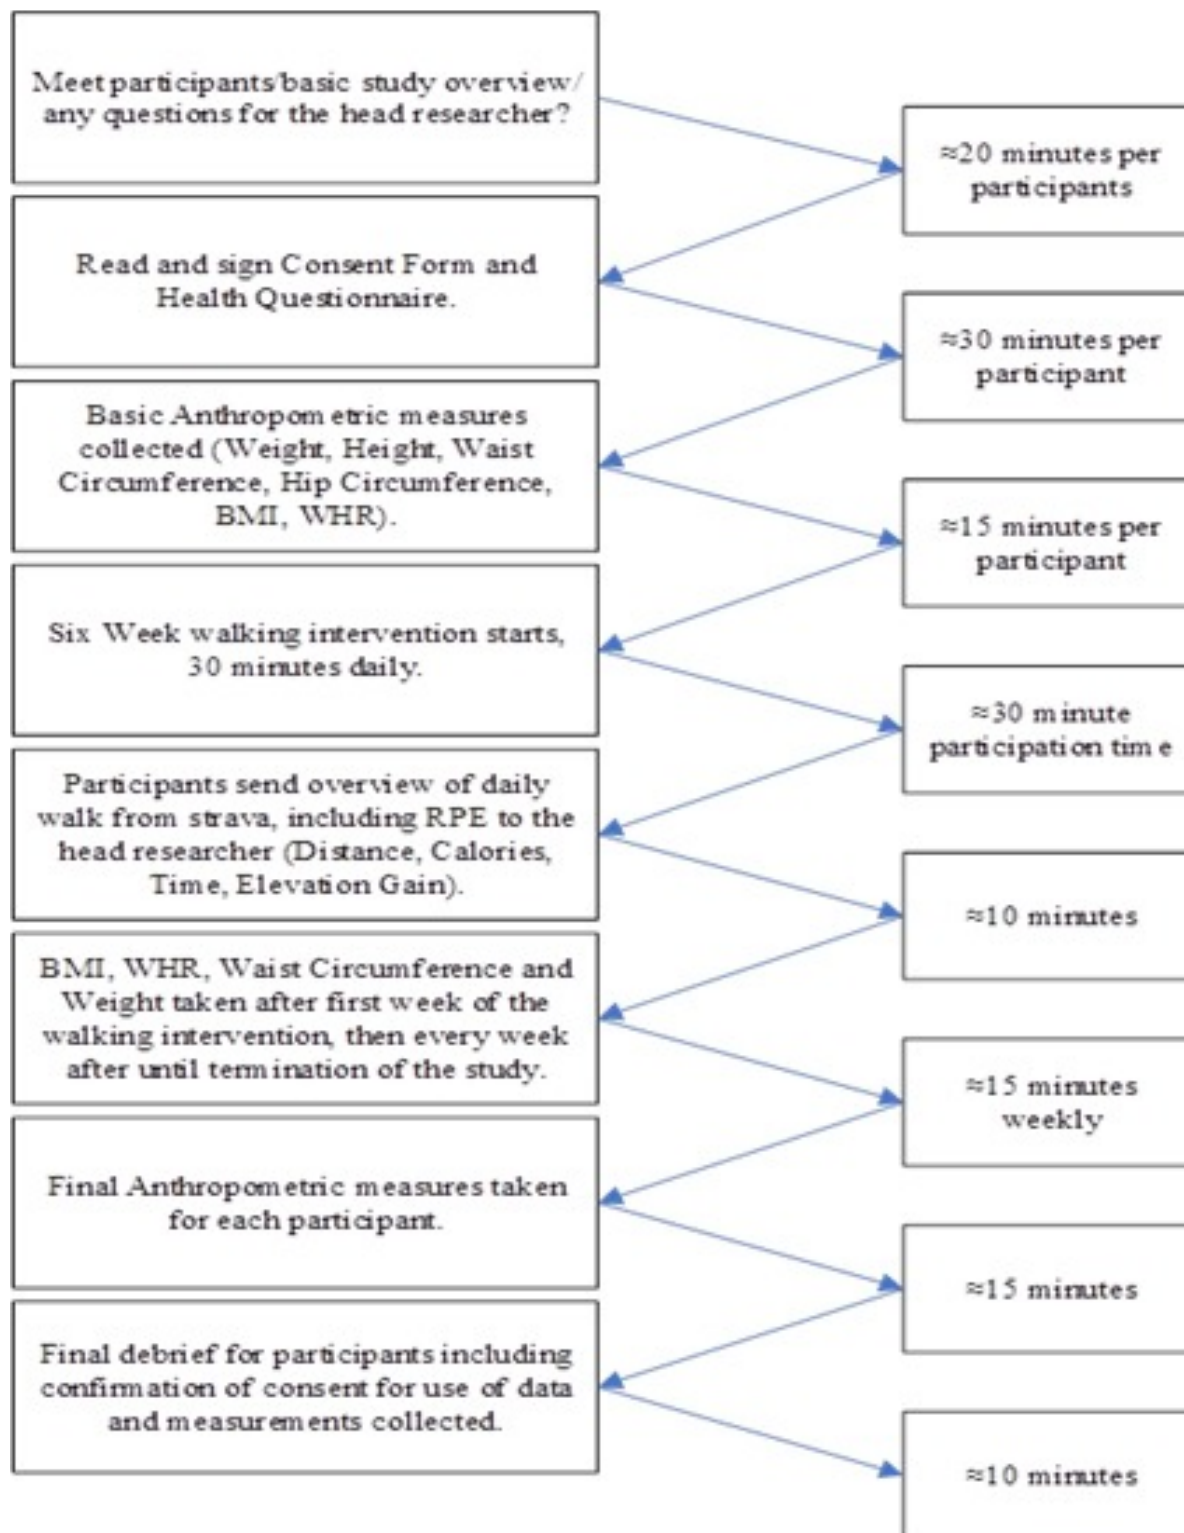 Meet participants/basic study overview/
any questions for the head researcher?
≈20 minutes per
participants
Read and sign Consent Form and
Health Questionnaire.
≈30 minutes per
participant
Basic Anthropometric measures
collected (Weight, Height, Waist
Circumference, Hip Circumference,
BMI, WHR).
≈15 minutes per
participant
Six Week walking intervention starts,
30 minutes daily.
≈30 minute
participation time
Participants send overview of daily
walk from strava, including RPE to the
head researcher (Distance, Calories,
Time, Elevation Gain).
≈10 minutes
BMI, WHR, Waist Circumference and
Weight taken after first week of the
walking intervention, then every week
after until termination of the study.
≈15 minutes
weekly
Final Anthropometric measures taken
for each participant.
≈15 minutes
Final debrief for participants including
confirmation of consent for use of data
and measurements collected.
≈10 minutes